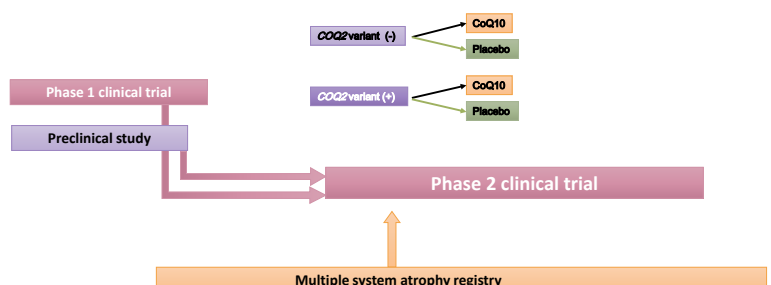 COQ2 variant (-)
CoQ10
Placebo
COQ2 variant (+)
CoQ10
Placebo
Phase 1 clinical trial
Preclinical study
Phase 2 clinical trial
Multiple system atrophy registry